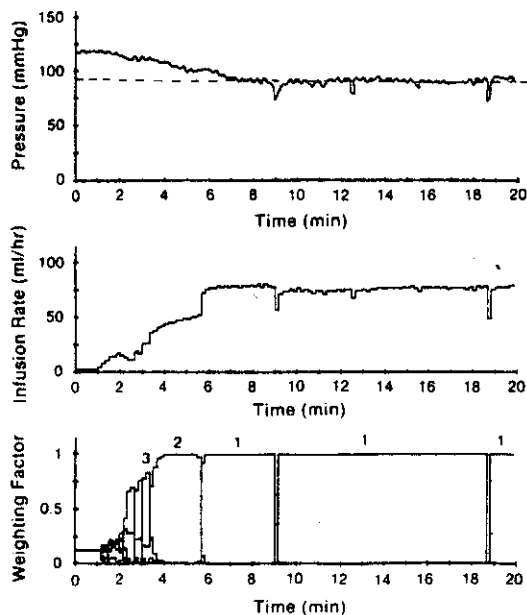 Pressure (mmHg)
150
100
50
0
0 2 4 6 8 10 12 14 16 18 20
Time (min)
Infusion Rate (ml/hr)
100
50
0
0 2 4 6 8 10 12 14 16 18 20
Time (min)
Weighting Factor
1
0.5
0
3 2 1 1 1
0 2 4 6 8 10 12 14 16 18 20
Time (min)